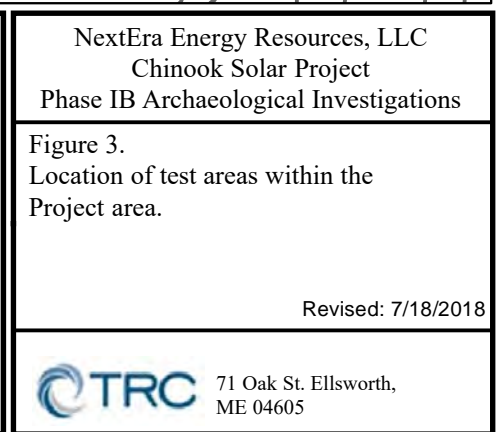 NextEra Energy Resources, LLC
Chinook Solar Project
Phase IB Archaeological Investigations
Figure 3.
Location of test areas within the
Project area.
Revised: 7/18/2018
TRC
71 Oak St. Ellsworth,
ME 04605